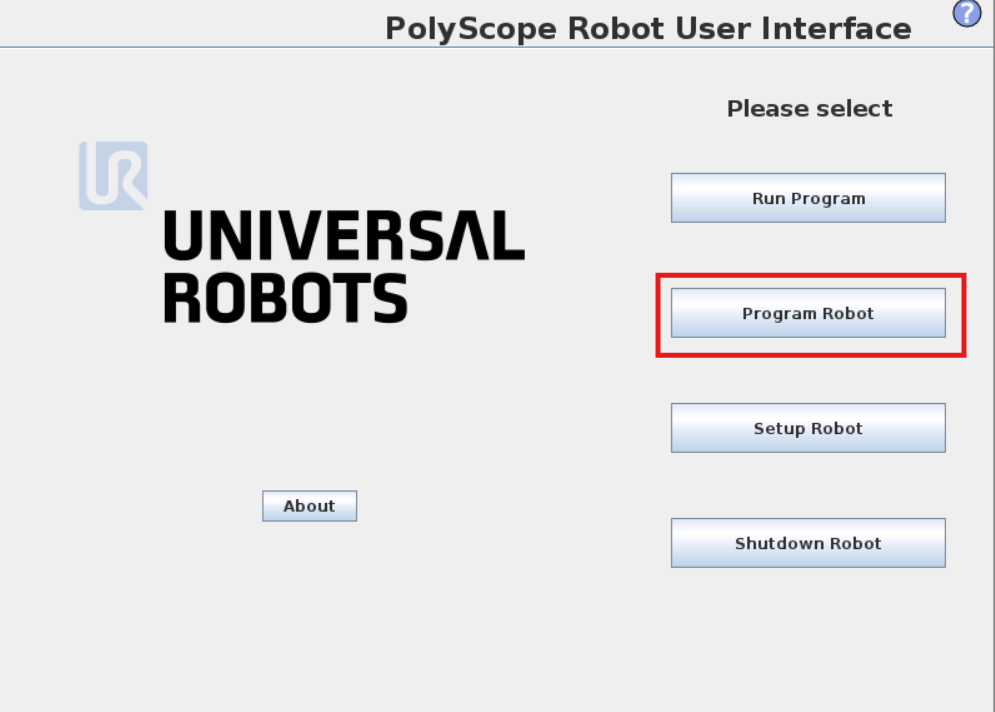 PolyScope Robot User Interface
?
Please select
UR
UNIVERSAL
ROBOTS
Run Program
Program Robot
Setup Robot
About
Shutdown Robot